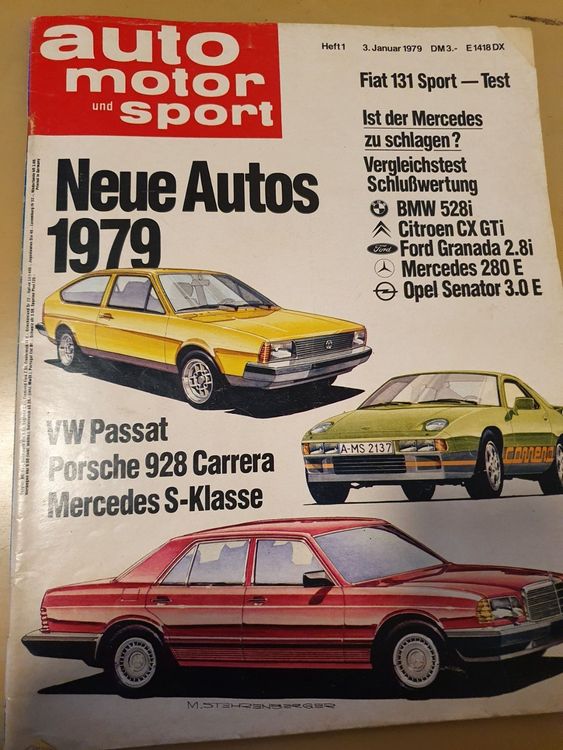 auto
motor
und sport
Heft 1 3. Januar 1979 DM 3.- E 1418 DX
Fiat 131 Sport — Test
Ist der Mercedes
zu schlagen?
Vergleichstest
Schlußwertung
BMW 528i
Citroen CX GTi
Ford Ford Granada 2.8i
Mercedes 280 E
Opel Senator 3.0 E
Neue Autos
1979
A-MS 2137
carrera
VW Passat
Porsche 928 Carrera
Mercedes S-Klasse
M. STEHRENBERGER